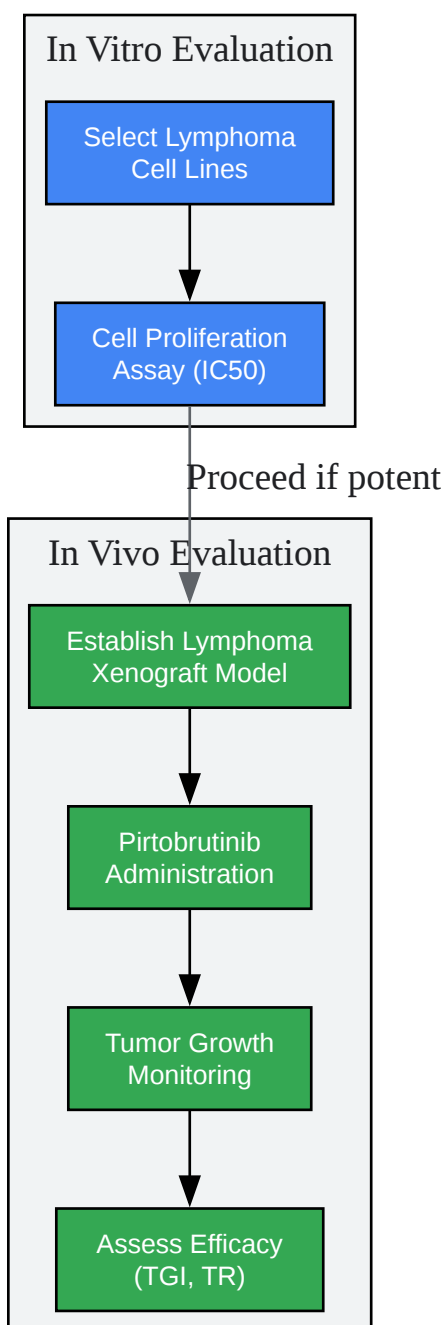 In Vitro Evaluation
Select Lymphoma
Cell Lines
Cell Proliferation
Assay (IC50)
Proceed if potent
In Vivo Evaluation
Establish Lymphoma
Xenograft Model
Pirtobrutinib
Administration
Tumor Growth
Monitoring
Assess Efficacy
(TGI, TR)